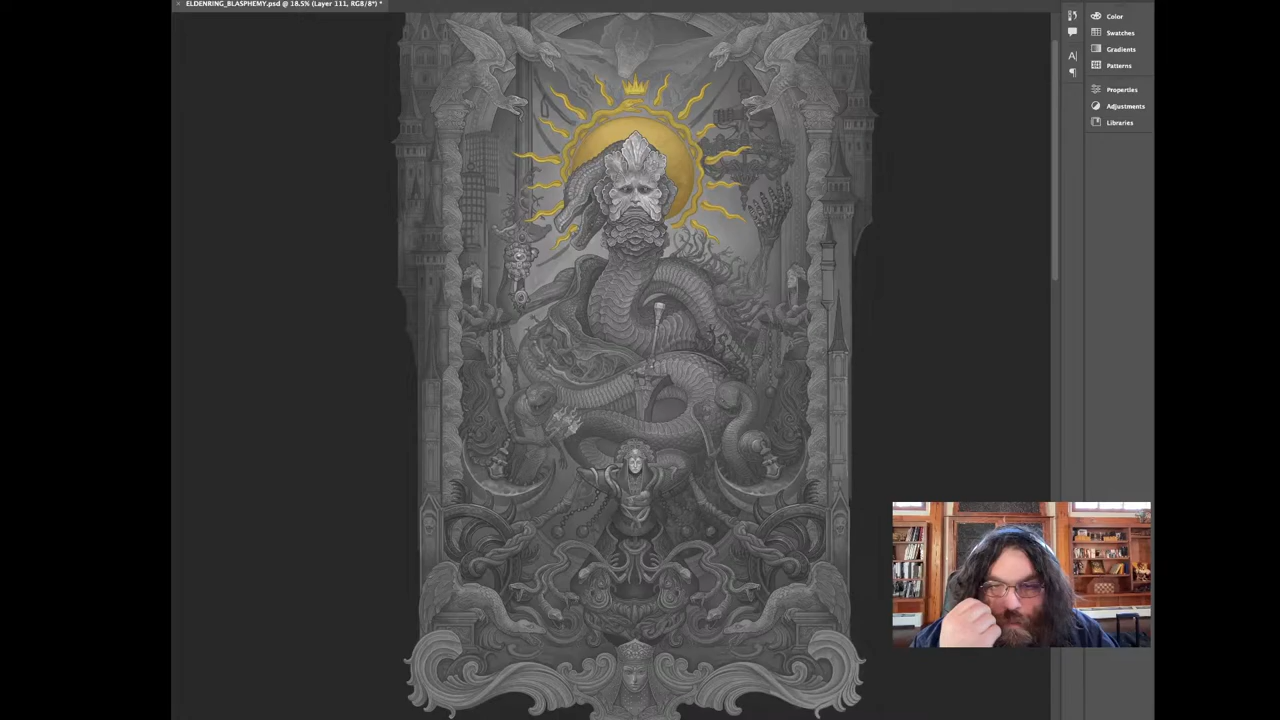 × ELDENRING_BLASPHEMY.psd @ 18.5% (Layer 111, RGB/8*) *
Color
Swatches
Gradients
A|
Patterns
¶
Properties
Adjustments
Libraries